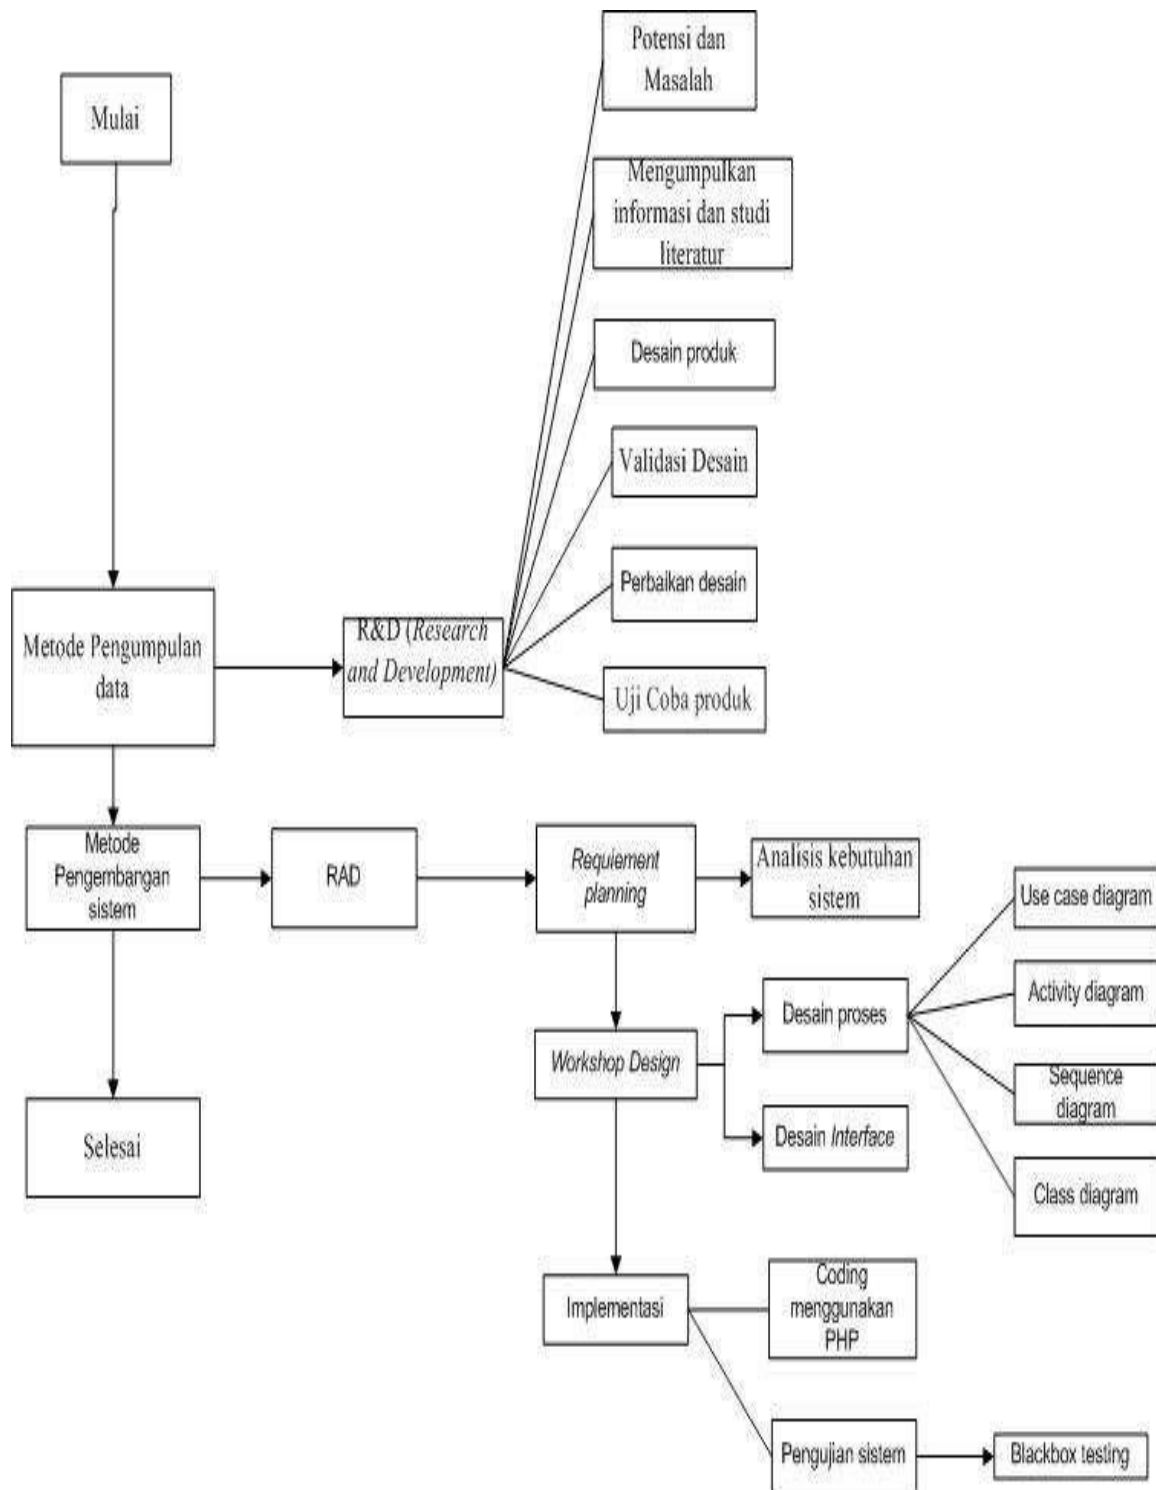 Mulai
Potensi dan
Masalah
Mengumpulkan
informasi dan studi
literatur
Desain produk
Validasi Desain
Perbaikan desain
Uji Coba produk
Metode Pengumpulan
data
R&D (Research
and Development)
Metode
Pengembangan
sistem
RAD
Requiement
planning
Analisis kebutuhan
sistem
Use case diagram
Activity diagram
Sequence
diagram
Class diagram
Desain proses
Workshop Design
Desain Interface
Selesai
Implementasi
Coding
menggunakan
PHP
Pengujian sistem
Blackbox testing